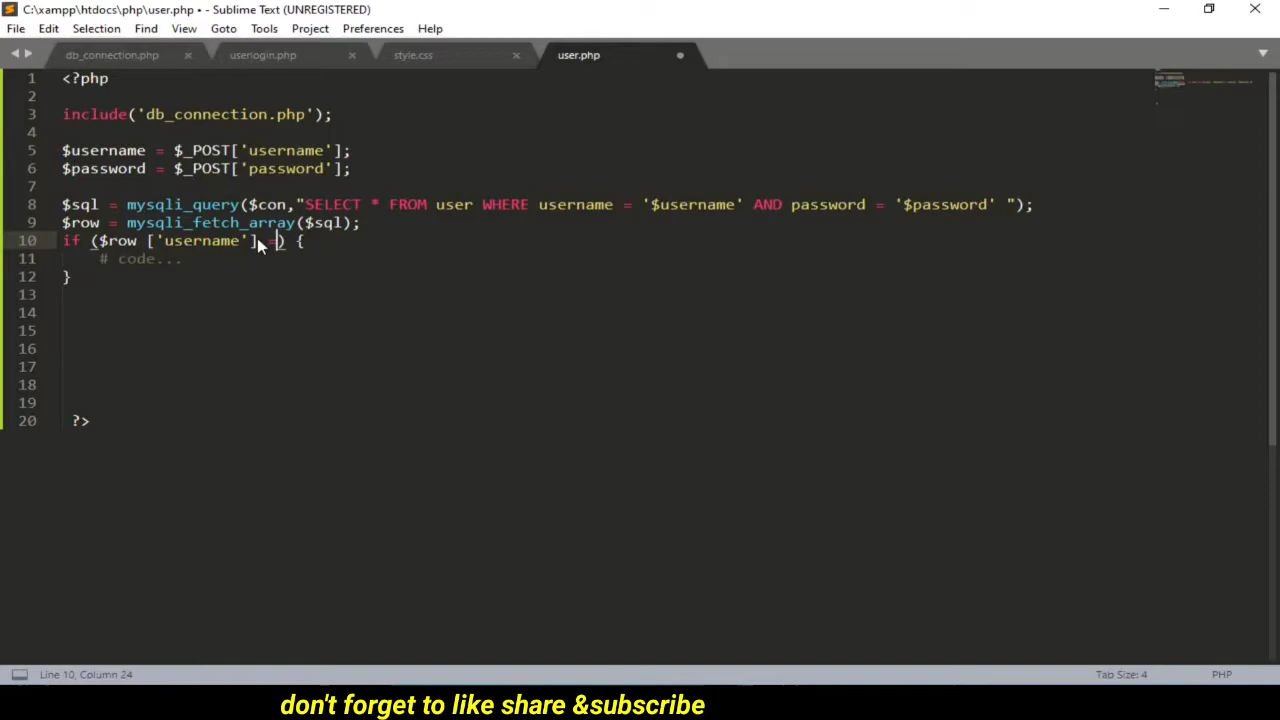 C:\xampp\htdocs\php\user.php • - Sublime Text (UNREGISTERED)
File Edit Selection Find View Goto Tools Project Preferences Help
db_connection.php userlogin.php style.css user.php
1 <?php
2
3 include('db_connection.php');
4
5 $username = $_POST['username'];
6 $password = $_POST['password'];
7
8 $sql = mysqli_query($con,"SELECT * FROM user WHERE username = '$username' AND password = '$password' ");
9 $row = mysqli_fetch_array($sql);
10 if ($row ['username'] =) {
11 # code...
12 }
13
14
15
16
17
18
19
20 ?>
Line 10, Column 24 Tab Size: 4 PHP
don't forget to like share &subscribe